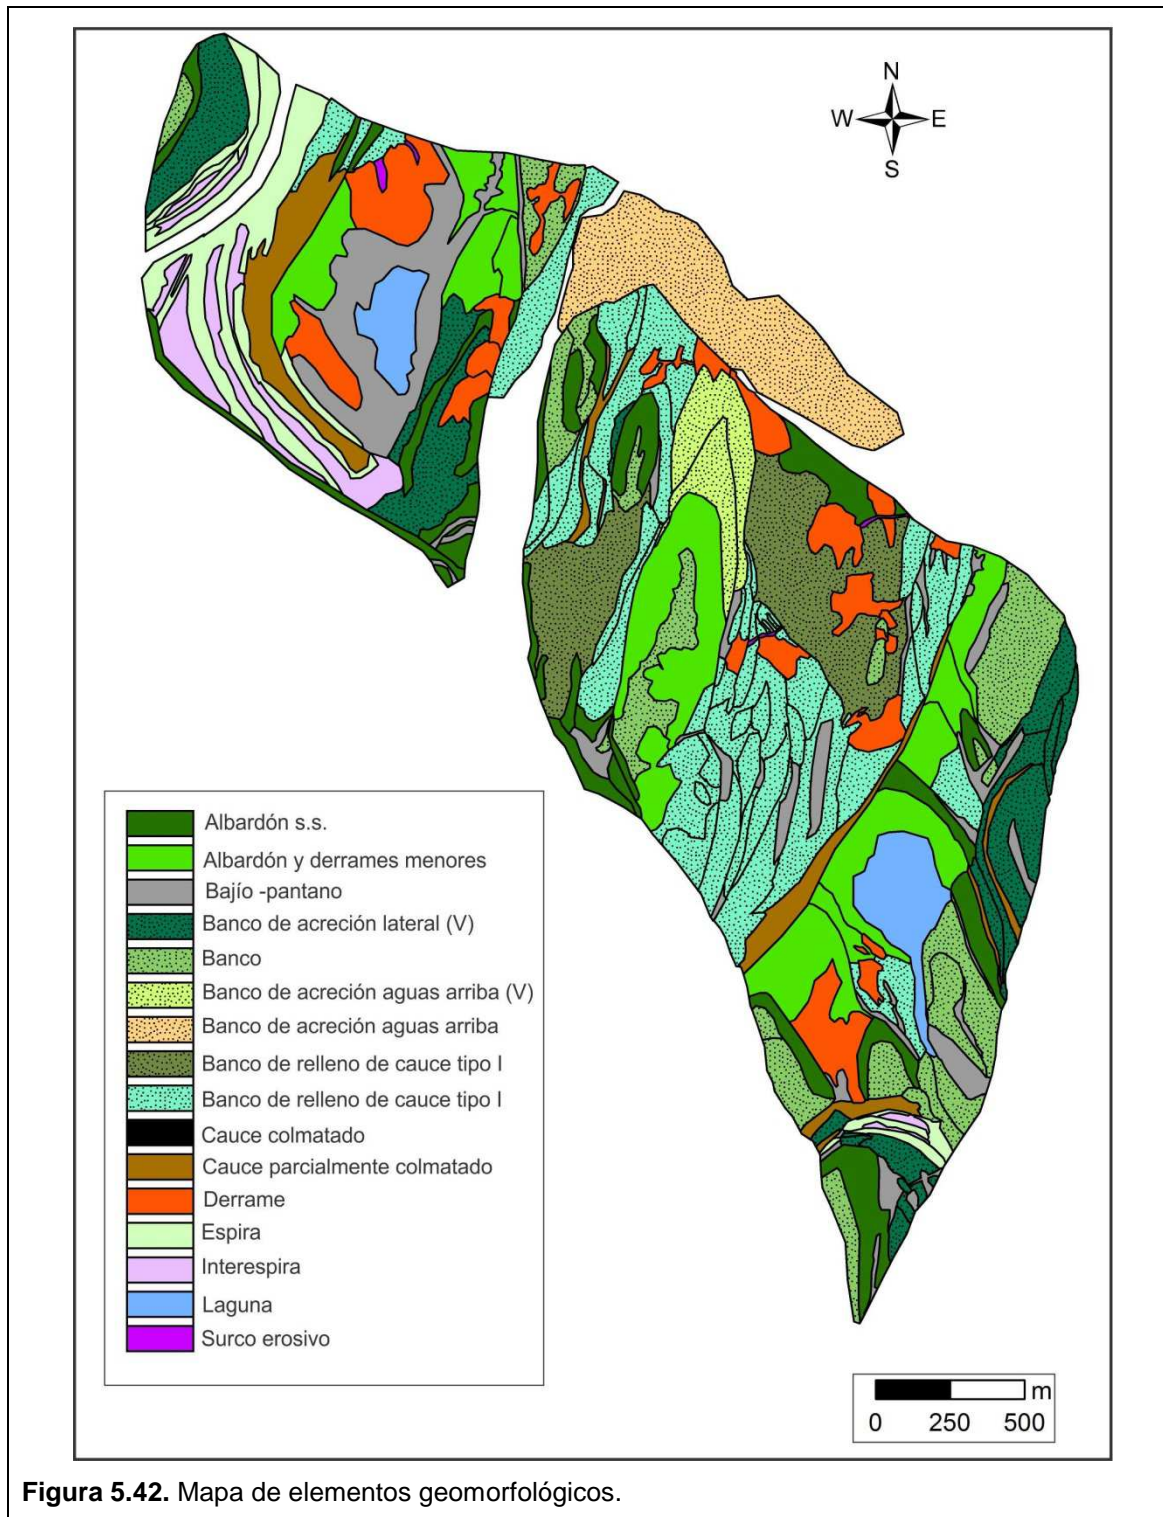 N
W E
S
Albardón s.s.
Albardón y derrames menores
Bajío -pantano
Banco de acreción lateral (V)
Banco
Banco de acreción aguas arriba (V)
Banco de acreción aguas arriba
Banco de relleno de cauce tipo I
Banco de relleno de cauce tipo I
Cauce colmatado
Cauce parcialmente colmatado
Derrame
Espira
Interespira
Laguna
Surco erosivo
m
0 250 500
Figura 5.42. Mapa de elementos geomorfológicos.